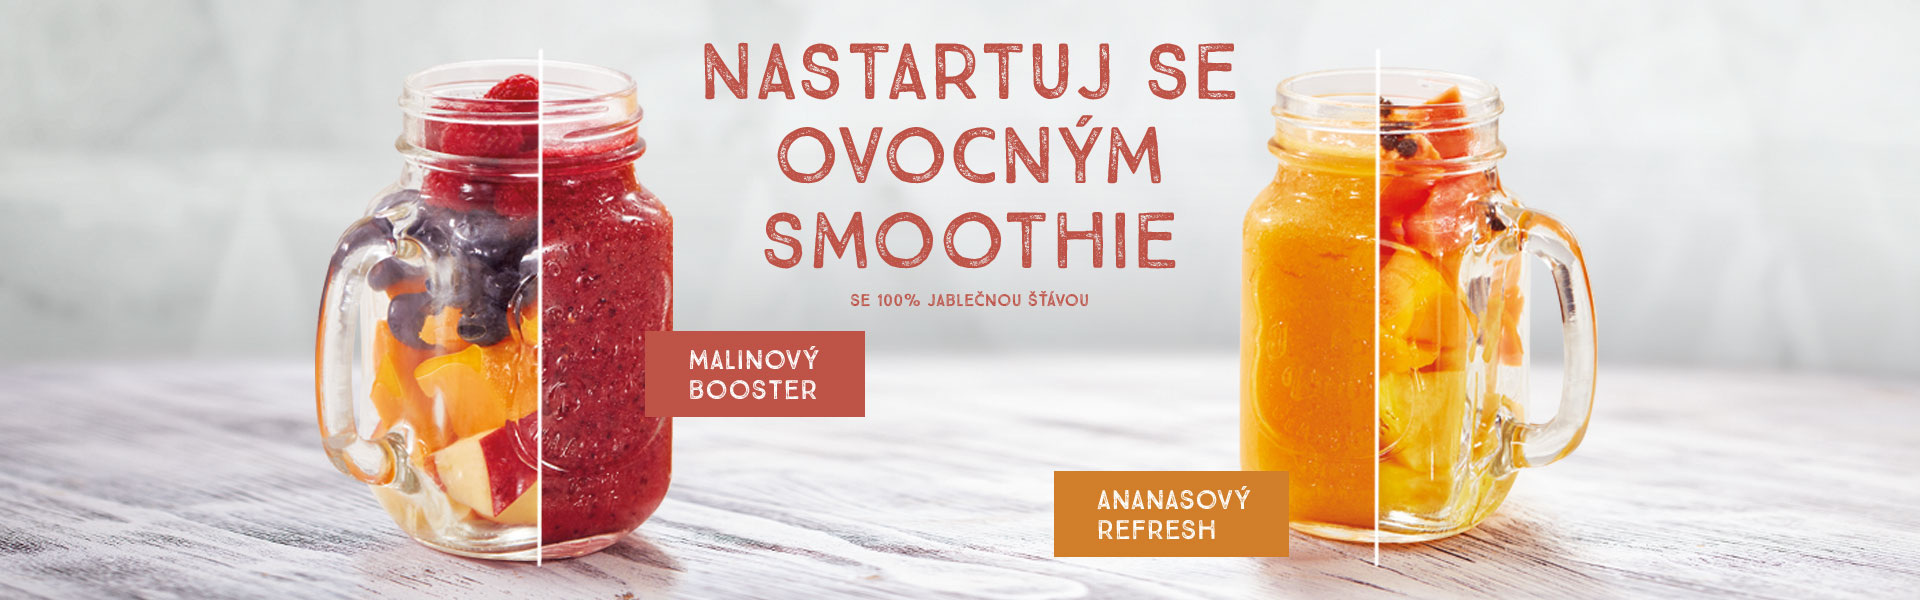 NASTARTUJ SE
OVOCNÝM
SMOOTHIE
SE 100% JABLEČNOU ŠŤÁVOU
MALINOVÝ
BOOSTER
ANANASOVÝ
REFRESH